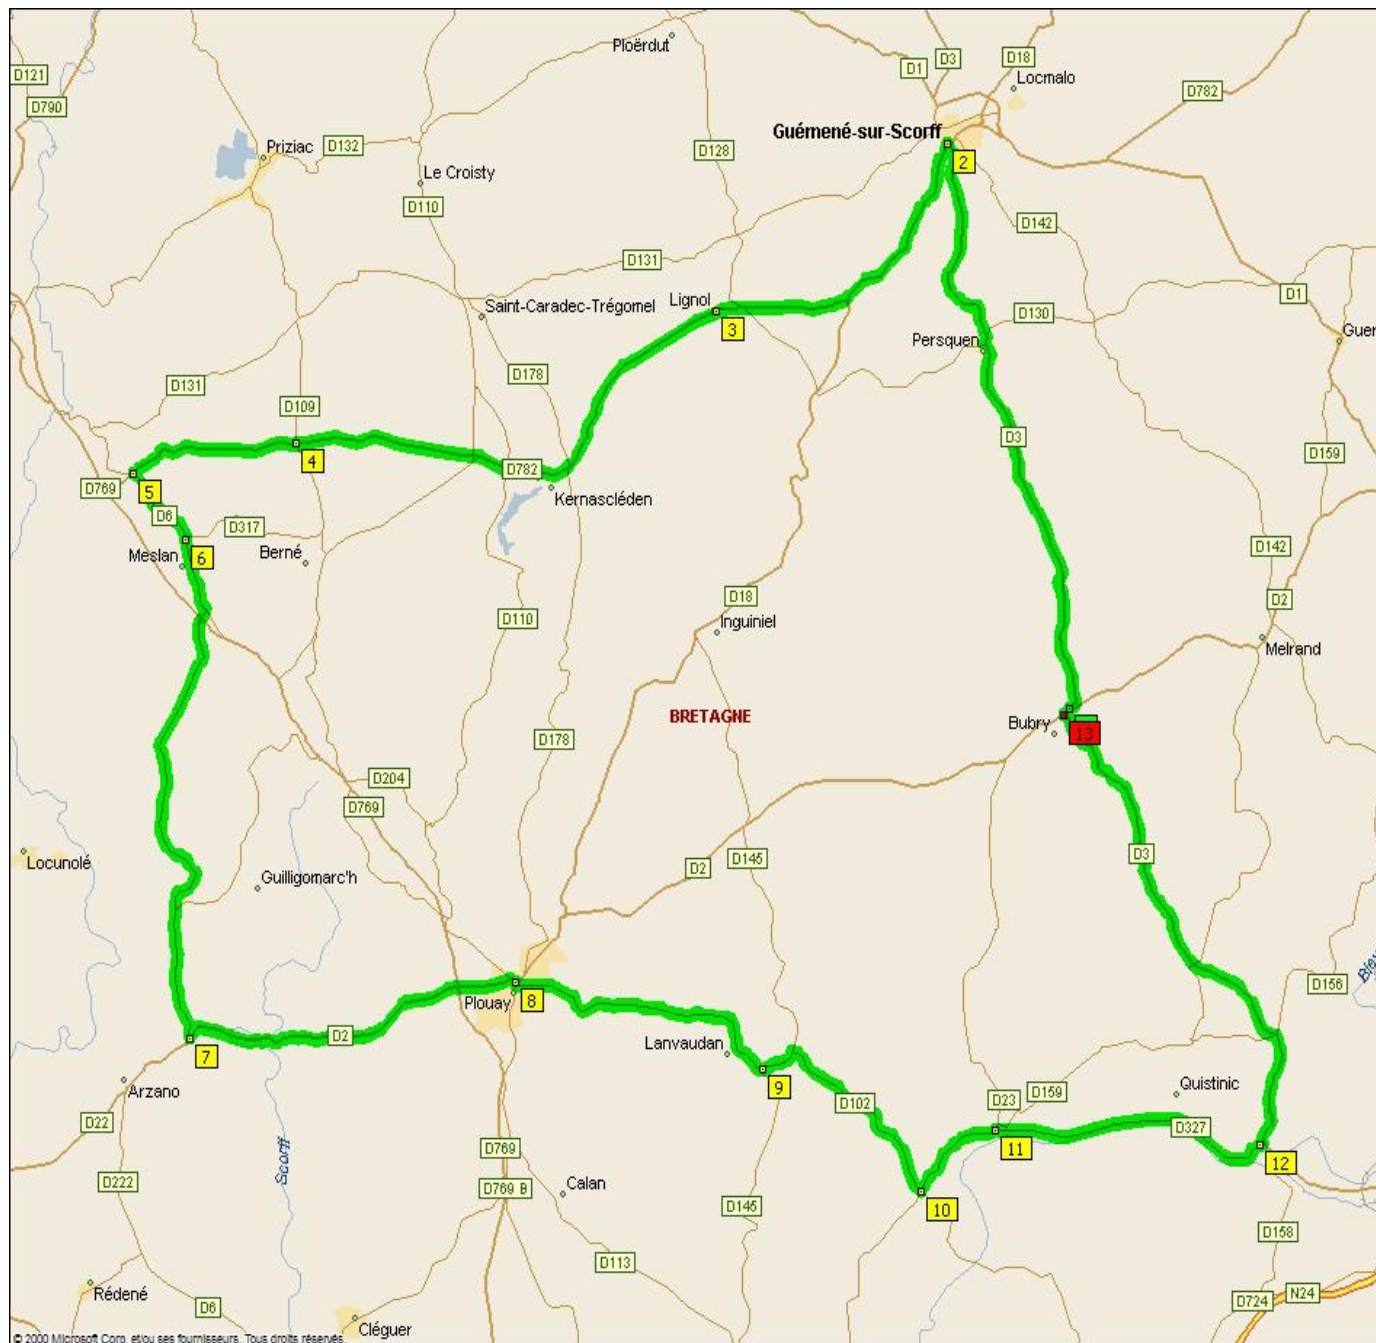 D3
D18
Ploërdut
D1
Locmalo
D121
D790
D782
Guémené-sur-Scorff
Priziac
D132
D128
2
Le Croisty
D110
D142
D131
D1
Lignol
Saint-Caradec-Trégomel
D130
3
Persquen
Guer
D178
D131
D109
D3
D159
4
D782
D769
5
Kernascléden
D6
D317
Meslan
6
Berné
D142
D18
D2
D110
Inguiniel
Melrand
BRETAGNE
Bubry
13
D178
D204
D769
Locunolé
D145
D3
D2
Guilligomarc'h
D156
Plouay
8
D2
Lanvaudan
7
9
Arzano
D23
D159
Quistinic
D102
D22
D327
11
Scorff
D769
12
D222
D769 B
Calan
D145
10
D158
D113
Rédené
N24
D724
D6
Cléguer
© 2000 Microsoft Corp. et/ou ses fournisseurs. Tous droits réservés.